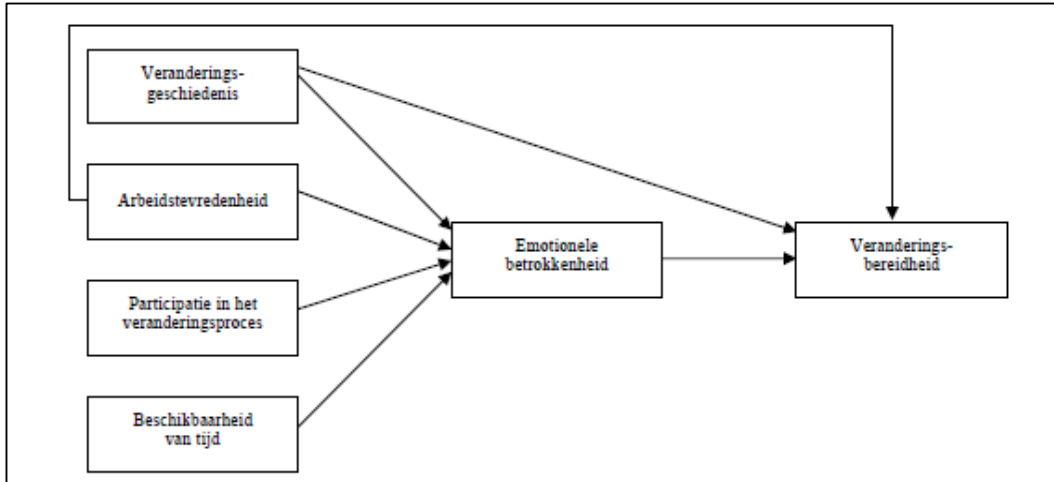 Veranderings-
geschiedenis
Arbeidstevredenheid
Participatie in het
veranderingsproces
Beschikbaarheid
van tijd
Emotionele
betrokkenheid
Veranderings-
bereidheid